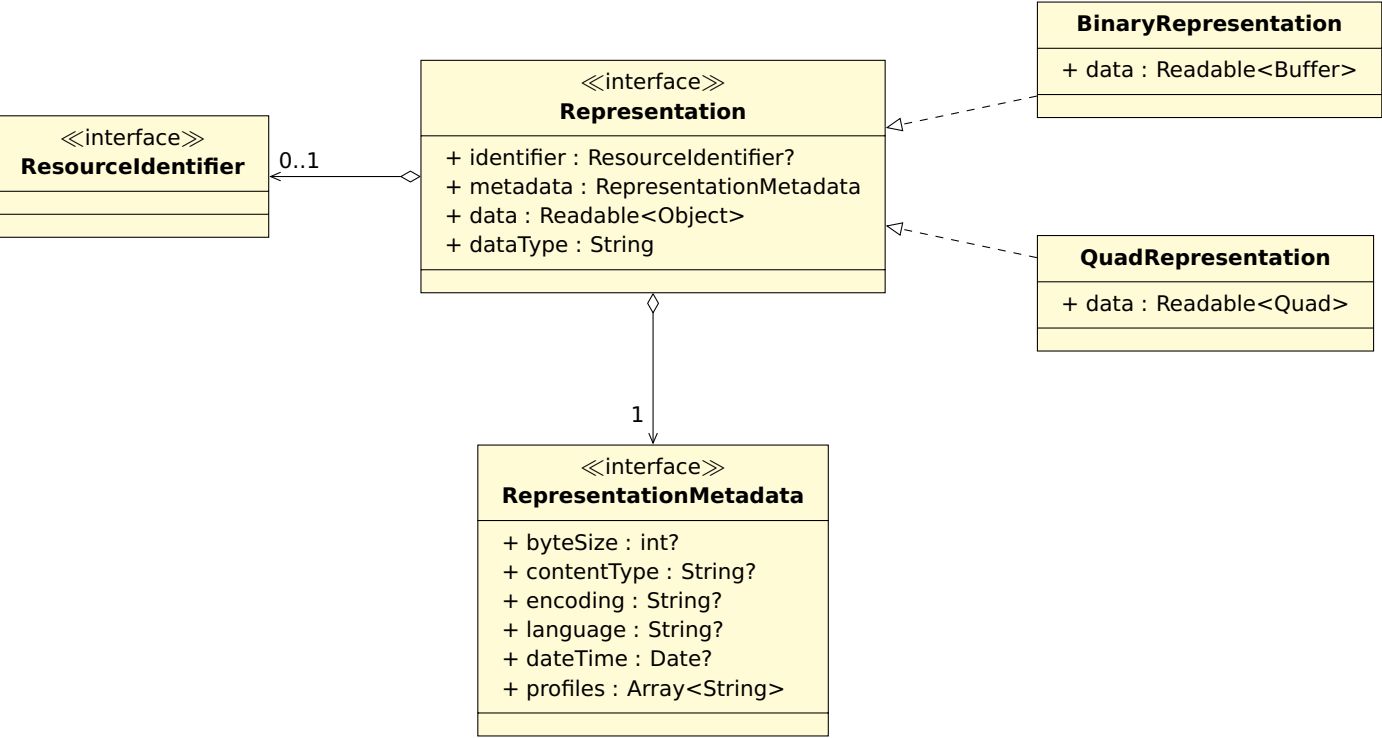 ≪interface≫
ResourceIdentifier
0..1
≪interface≫
Representation
+ identifier : ResourceIdentifier?
+ metadata : RepresentationMetadata
+ data : Readable<Object>
+ dataType : String
BinaryRepresentation
+ data : Readable<Buffer>
QuadRepresentation
+ data : Readable<Quad>
1
≪interface≫
RepresentationMetadata
+ byteSize : int?
+ contentType : String?
+ encoding : String?
+ language : String?
+ dateTime : Date?
+ profiles : Array<String>